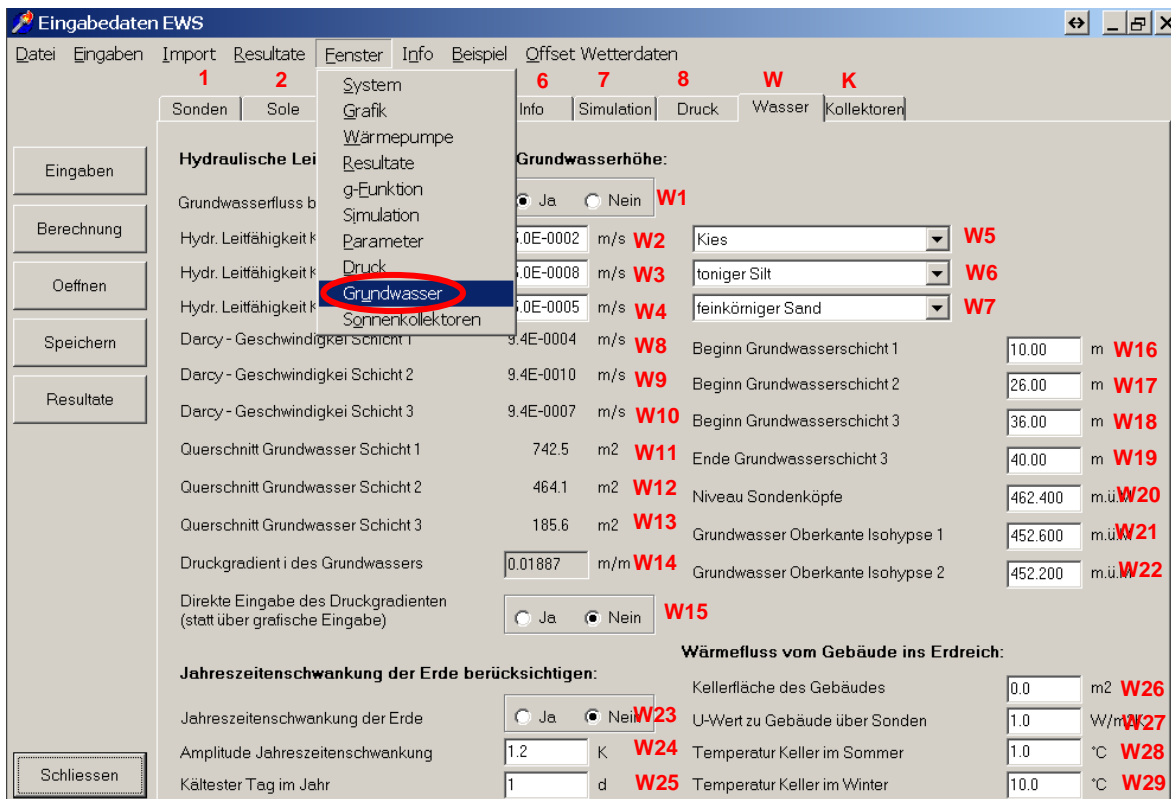 Eingabedaten EWS
Datei Eingaben Import Resultate Fenster Info Beispiel Offset Wetterdaten
1 2 6 7 8 W K
Sonden Sole Info Simulation Druck Wasser Kollektoren
System
Grafik
Wärmepumpe
Resultate
g-Funktion
Simulation
Parameter
Druck
Grundwasser
Sonnenkollektoren
Eingaben
Berechnung
Oeffnen
Speichern
Resultate
Schliessen
Hydraulische Lei Grundwasserhöhe:
Grundwasserfluss b Ja Nein W1
Hydr. Leitfähigkeit K .0E-0002 m/s W2 Kies W5
Hydr. Leitfähigkeit K .0E-0008 m/s W3 toniger Silt W6
Hydr. Leitfähigkeit K .0E-0005 m/s W4 feinkörniger Sand W7
Darcy - Geschwindigkei Schicht 1 9.4E-0004 m/s W8
Darcy - Geschwindigkei Schicht 2 9.4E-0010 m/s W9
Darcy - Geschwindigkei Schicht 3 9.4E-0007 m/s W10
Querschnitt Grundwasser Schicht 1 742.5 m2 W11
Querschnitt Grundwasser Schicht 2 464.1 m2 W12
Querschnitt Grundwasser Schicht 3 185.6 m2 W13
Druckgradient i des Grundwassers 0.01887 m/m W14
Direkte Eingabe des Druckgradienten
(statt über grafische Eingabe) Ja Nein W15
Beginn Grundwasserschicht 1 10.00 m W16
Beginn Grundwasserschicht 2 26.00 m W17
Beginn Grundwasserschicht 3 36.00 m W18
Ende Grundwasserschicht 3 40.00 m W19
Niveau Sondenköpfe 462.400 m.ü.M W20
Grundwasser Oberkante Isohypse 1 452.600 m.ü.M W21
Grundwasser Oberkante Isohypse 2 452.200 m.ü.M W22
Jahreszeitenschwankung der Erde berücksichtigen:
Jahreszeitenschwankung der Erde Ja Nein W23
Amplitude Jahreszeitenschwankung 1.2 K W24
Kältester Tag im Jahr 1 d W25
Wärmefluss vom Gebäude ins Erdreich:
Kellerfläche des Gebäudes 0.0 m2 W26
U-Wert zu Gebäude über Sonden 1.0 W/m2K W27
Temperatur Keller im Sommer 1.0 °C W28
Temperatur Keller im Winter 10.0 °C W29